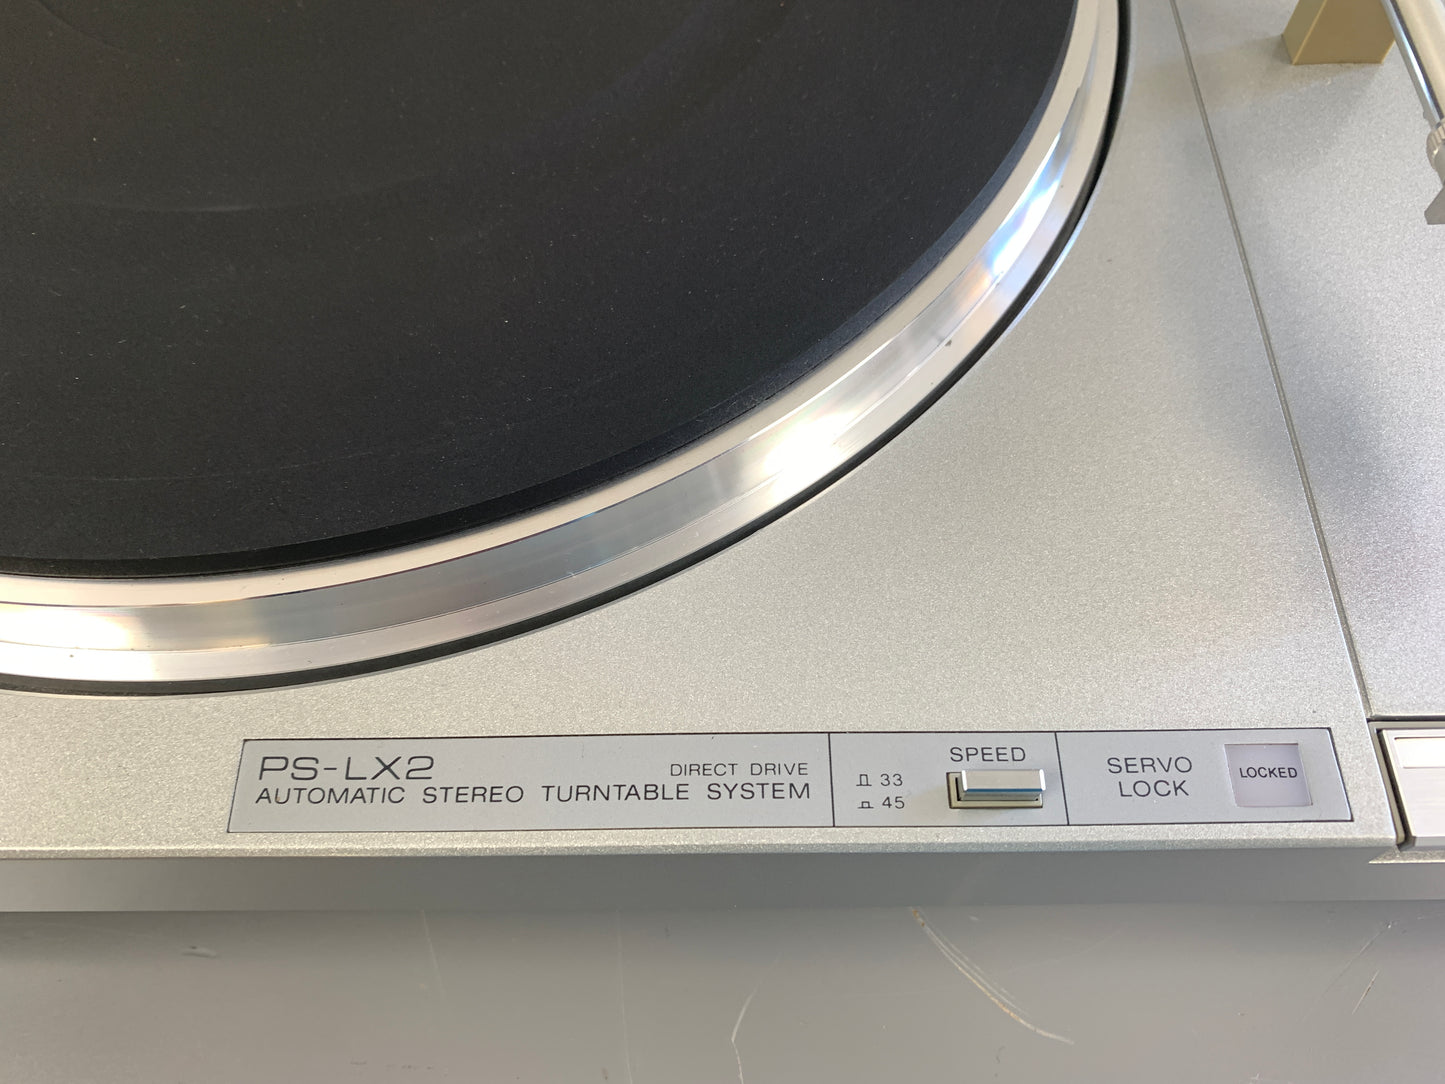 PS-LX2
DIRECT DRIVE
AUTOMATIC STEREO TURNTABLE SYSTEM
SPEED
33
45
SERVO
LOCK
LOCKED